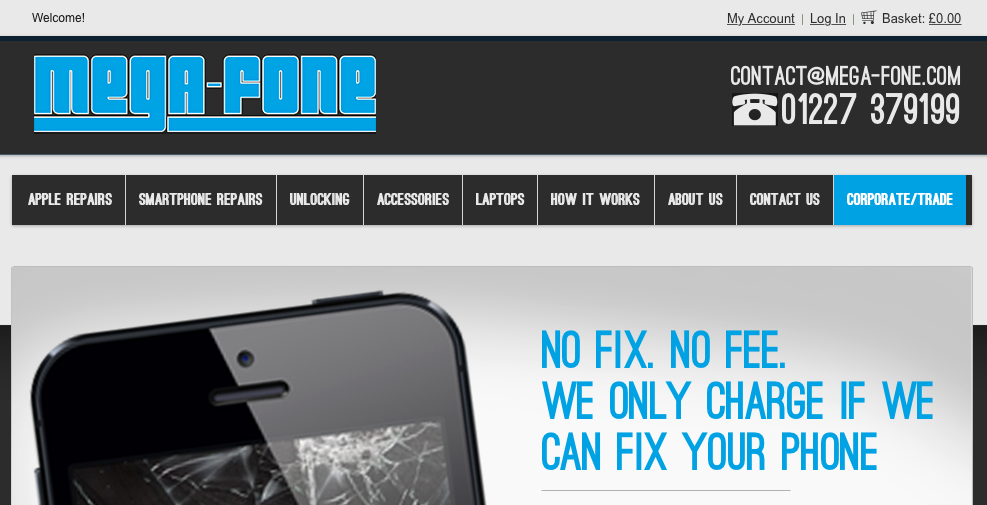 Welcome!
My Account | Log In | Basket: £0.00
mega-fone
CONTACT@MEGA-FONE.COM
01227 379199
APPLE REPAIRS
SMARTPHONE REPAIRS
UNLOCKING
ACCESSORIES
LAPTOPS
HOW IT WORKS
ABOUT US
CONTACT US
CORPORATE/TRADE
NO FIX. NO FEE.
WE ONLY CHARGE IF WE
CAN FIX YOUR PHONE